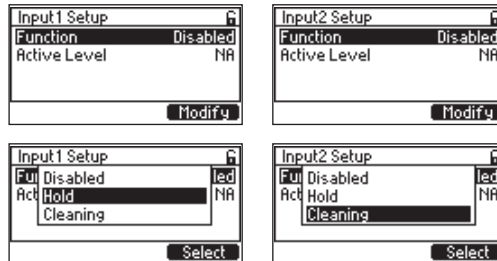 Input1 Setup
Function Disabled
Active Level NA
Modify
Input2 Setup
Function Disabled
Active Level NA
Modify
Input1 Setup
Fu Disabled led
Act Hold NA
Cleaning
Select
Input2 Setup
Fu Disabled led
Act Hold NA
Cleaning
Select